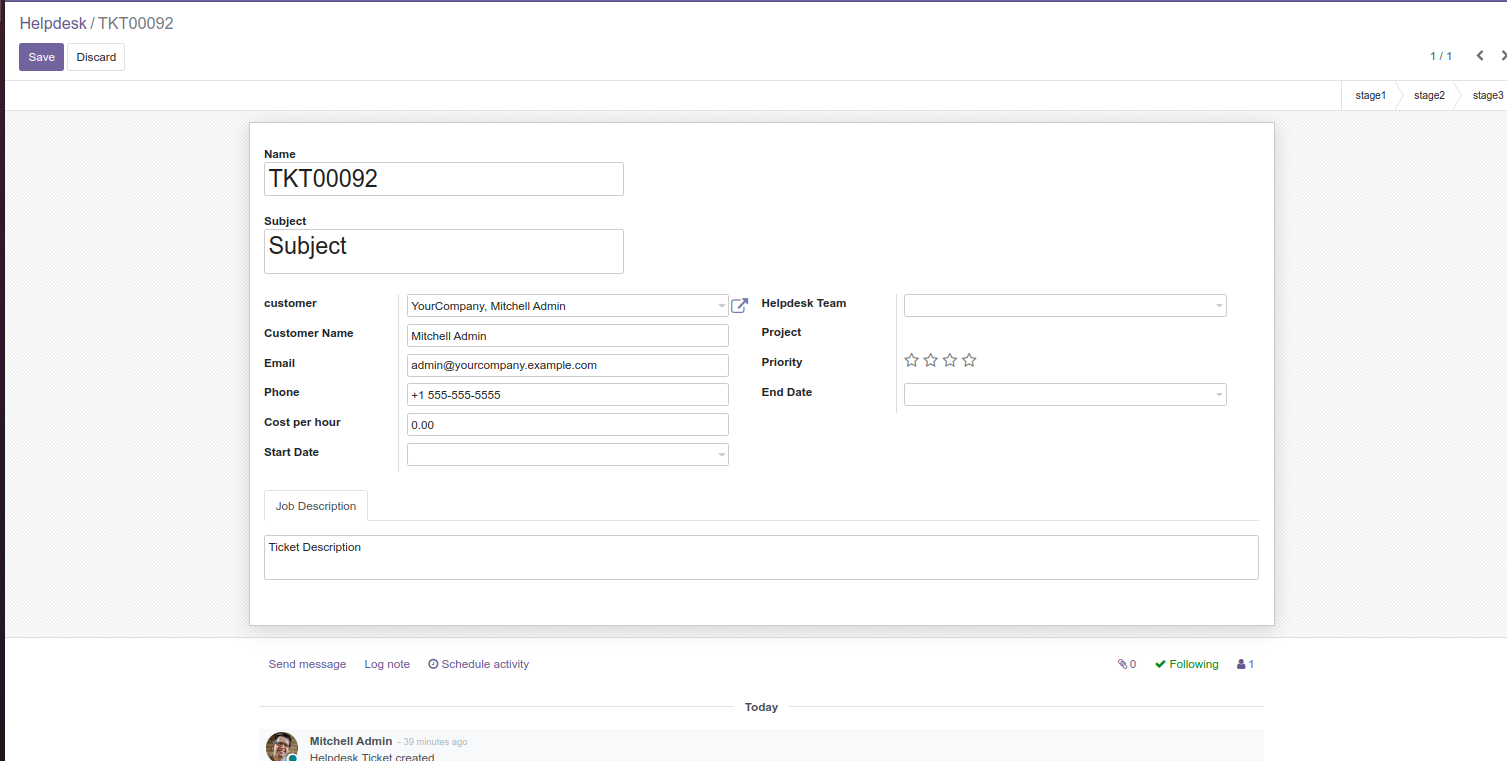 Helpdesk / TKT00092
Save Discard
1 / 1
stage1 stage2 stage3
Name
TKT00092
Subject
Subject
customer YourCompany, Mitchell Admin Helpdesk Team
Customer Name Mitchell Admin Project
Email admin@yourcompany.example.com Priority
Phone +1 555-555-5555 End Date
Cost per hour 0.00
Start Date
Job Description
Ticket Description
Send message Log note Schedule activity 0 Following 1
Today
Mitchell Admin - 39 minutes ago
Helpdesk Ticket created